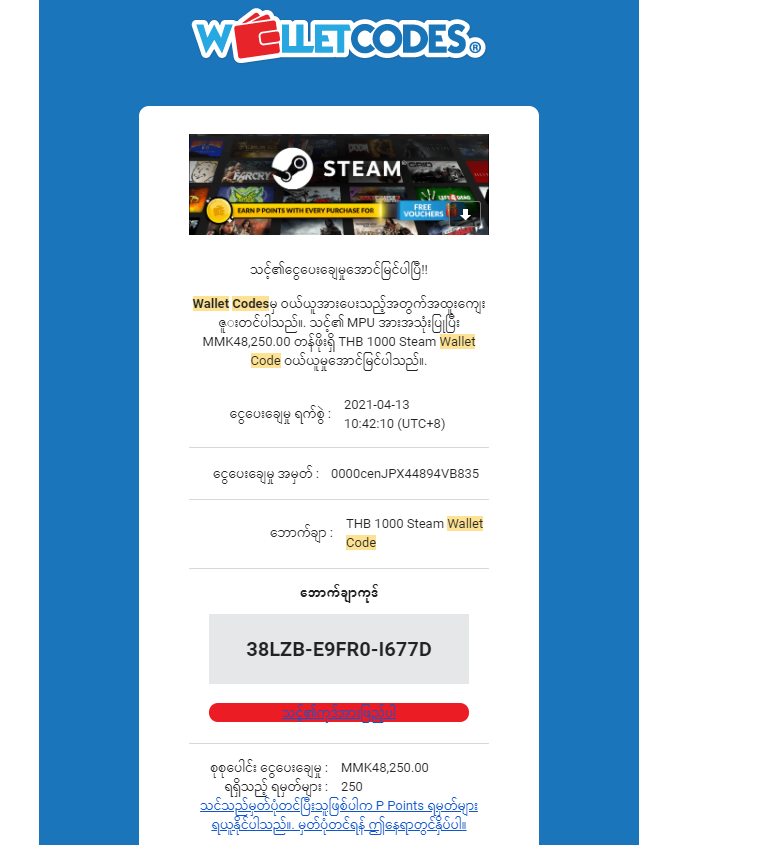 WALLETCODES®
STEAM
EARN P POINTS WITH EVERY PURCHASE FOR FREE VOUCHERS
သင့်၏ငွေပေးချေမှုအောင်မြင်ပါပြီ!!
Wallet Codesမှ ဝယ်ယူအားပေးသည့်အတွက်အထူးကျေး
ဇူးတင်ပါသည်။. သင့်၏ MPU အားအသုံးပြုပြီး
MMK48,250.00 တန်ဖိုးရှိ THB 1000 Steam Wallet
Code ဝယ်ယူမှုအောင်မြင်ပါသည်။.
ငွေပေးချေမှု ရက်စွဲ : 2021-04-13
10:42:10 (UTC+8)
ငွေပေးချေမှု အမှတ် : 0000cenJPX44894VB835
ဘောက်ချာ : THB 1000 Steam Wallet
Code
ဘောက်ချာကုဒ်
38LZB-E9FR0-I677D
သင့်၏ကုဒ်အားဖြည့်ပါ
စုစုပေါင်း ငွေပေးချေမှု : MMK48,250.00
ရရှိသည့် ရမှတ်များ : 250
သင်သည်မှတ်ပုံတင်ပြီးသူဖြစ်ပါက P Points ရမှတ်များ
ရယူနိုင်ပါသည်။. မှတ်ပုံတင်ရန် ဤနေရာတွင်နှိပ်ပါ။